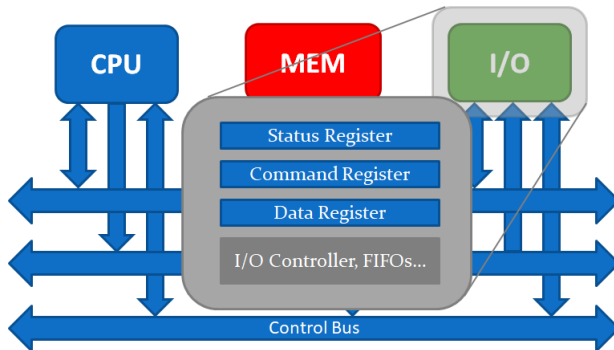 CPU
MEM
I/O
Status Register
Command Register
Data Register
I/O Controller, FIFOs...
Control Bus